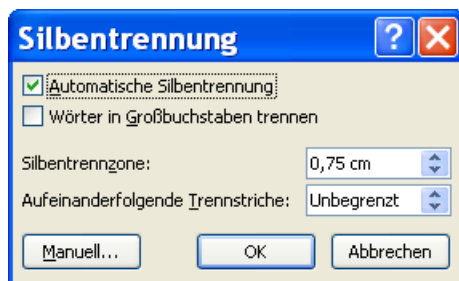 Silbentrennung
Automatische Silbentrennung
Wörter in Großbuchstaben trennen
Silbentrennzone: 0,75 cm
Aufeinanderfolgende Trennstriche: Unbegrenzt
Manuell... OK Abbrechen